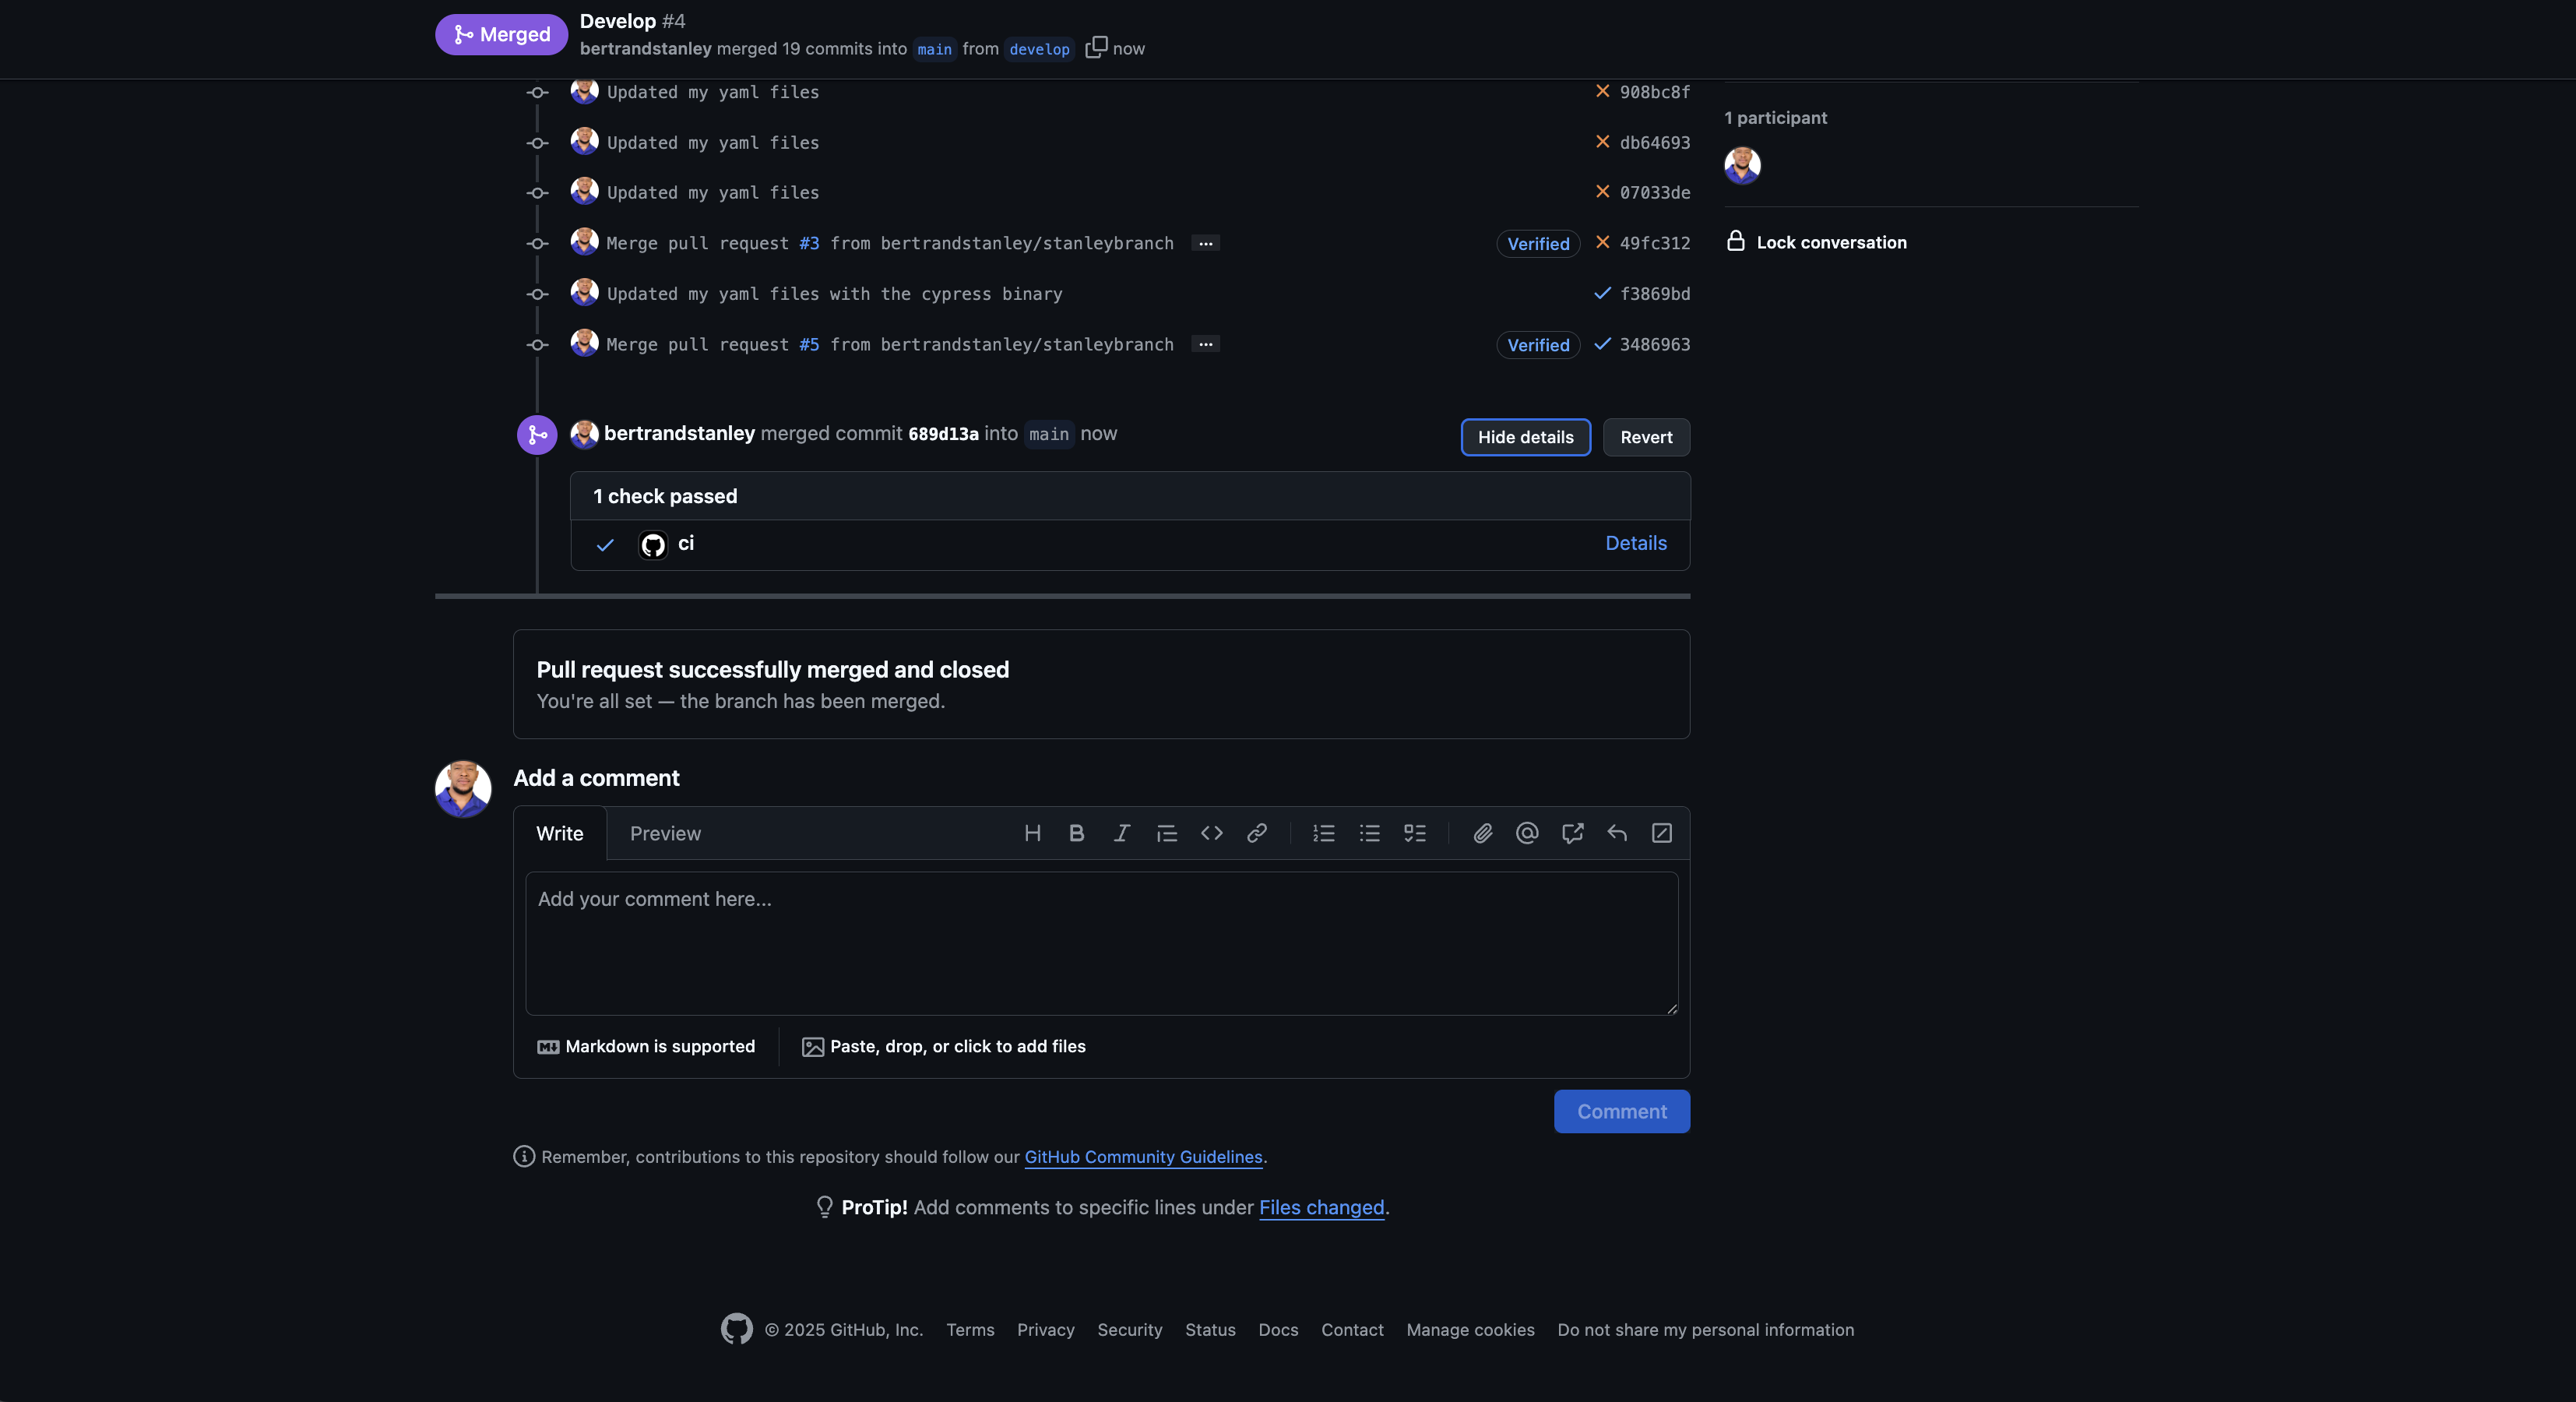 Merged
Develop #4
bertrandstanley merged 19 commits into main from develop now
Updated my yaml files 908bc8f
Updated my yaml files db64693
Updated my yaml files 07033de
Merge pull request #3 from bertrandstanley/stanleybranch ... Verified 49fc312
Updated my yaml files with the cypress binary f3869bd
Merge pull request #5 from bertrandstanley/stanleybranch ... Verified 3486963
1 participant
Lock conversation
bertrandstanley merged commit 689d13a into main now
Hide details
Revert
1 check passed
ci Details
Pull request successfully merged and closed
You're all set — the branch has been merged.
Add a comment
Write Preview
Add your comment here...
Markdown is supported
Paste, drop, or click to add files
Comment
Remember, contributions to this repository should follow our GitHub Community Guidelines.
ProTip! Add comments to specific lines under Files changed.
© 2025 GitHub, Inc. Terms Privacy Security Status Docs Contact Manage cookies Do not share my personal information